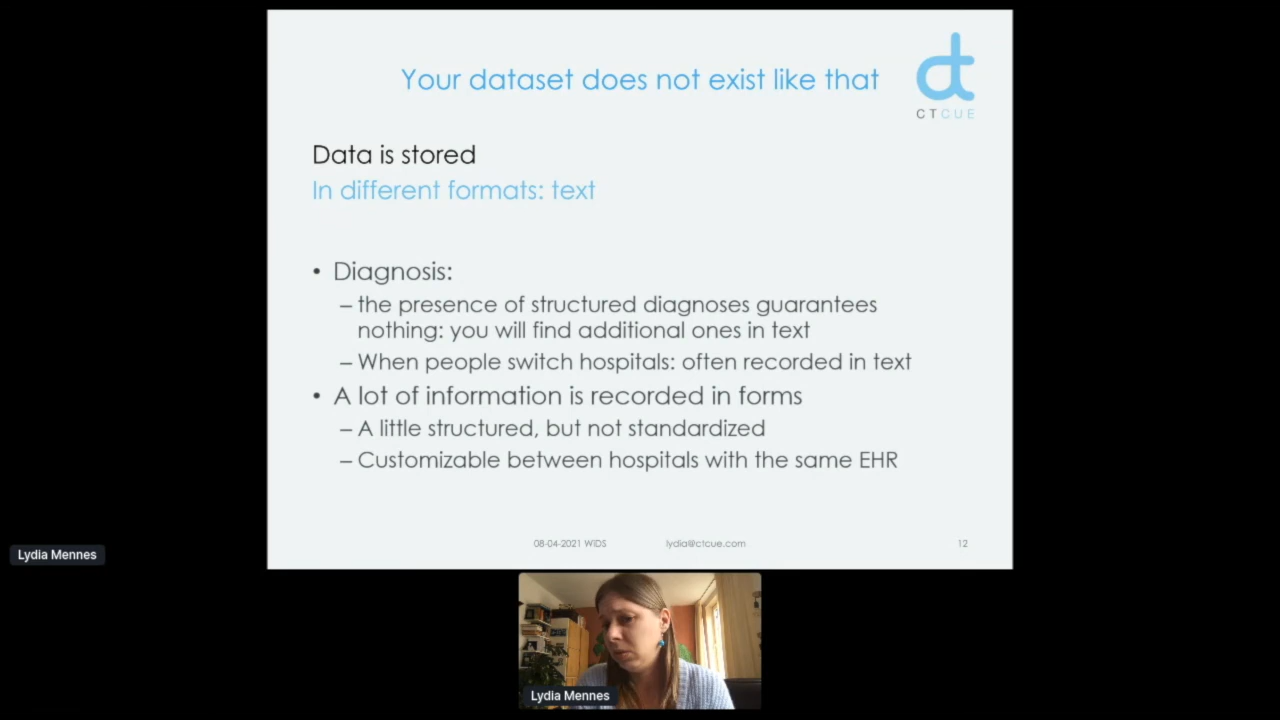 Your dataset does not exist like that
CTCUE
Data is stored
In different formats: text
• Diagnosis:
– the presence of structured diagnoses guarantees
nothing: you will find additional ones in text
– When people switch hospitals: often recorded in text
• A lot of information is recorded in forms
– A little structured, but not standardized
– Customizable between hospitals with the same EHR
08-04-2021 WiDS lydia@ctcue.com 12
Lydia Mennes
Lydia Mennes